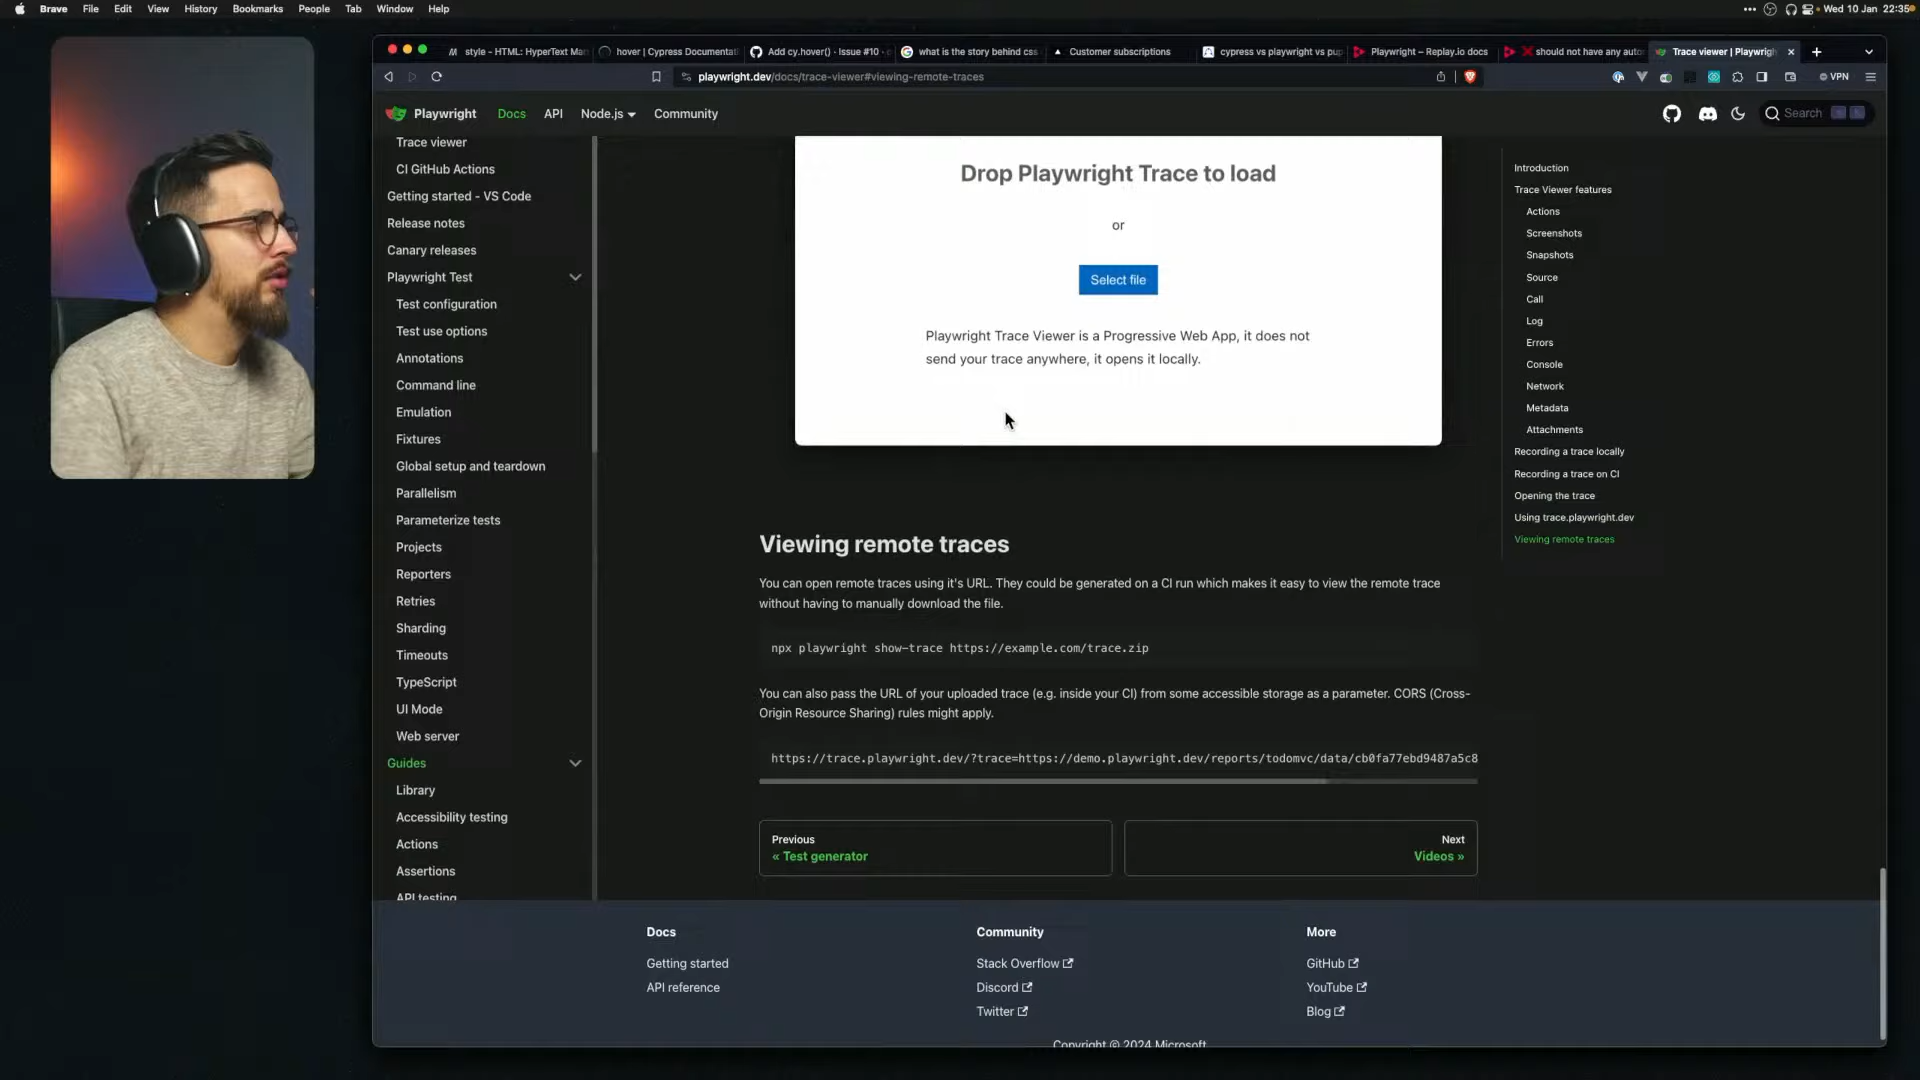 Brave File Edit View History Bookmarks People Tab Window Help
Wed 10 Jan 22:35
style - HTML: HyperText Mar
hover | Cypress Documentati
Add cy.hover() · Issue #10 ·
what is the story behind css
Customer subscriptions
cypress vs playwright vs pup
Playwright – Replay.io docs
should not have any auto
Trace viewer | Playwrig
playwright.dev/docs/trace-viewer#viewing-remote-traces
VPN
Playwright Docs API Node.js Community
Search
Trace viewer
CI GitHub Actions
Getting started - VS Code
Release notes
Canary releases
Playwright Test
Test configuration
Test use options
Annotations
Command line
Emulation
Fixtures
Global setup and teardown
Parallelism
Parameterize tests
Projects
Reporters
Retries
Sharding
Timeouts
TypeScript
UI Mode
Web server
Guides
Library
Accessibility testing
Actions
Assertions
API testing
Drop Playwright Trace to load
or
Select file
Playwright Trace Viewer is a Progressive Web App, it does not
send your trace anywhere, it opens it locally.
Viewing remote traces
You can open remote traces using it's URL. They could be generated on a CI run which makes it easy to view the remote trace
without having to manually download the file.
npx playwright show-trace https://example.com/trace.zip
You can also pass the URL of your uploaded trace (e.g. inside your CI) from some accessible storage as a parameter. CORS (Cross-
Origin Resource Sharing) rules might apply.
https://trace.playwright.dev/?trace=https://demo.playwright.dev/reports/todomvc/data/cb0fa77ebd9487a5c8
Previous
« Test generator
Next
Videos »
Introduction
Trace Viewer features
Actions
Screenshots
Snapshots
Source
Call
Log
Errors
Console
Network
Metadata
Attachments
Recording a trace locally
Recording a trace on CI
Opening the trace
Using trace.playwright.dev
Viewing remote traces
Docs
Getting started
API reference
Community
Stack Overflow
Discord
Twitter
More
GitHub
YouTube
Blog
Copyright © 2024 Microsoft